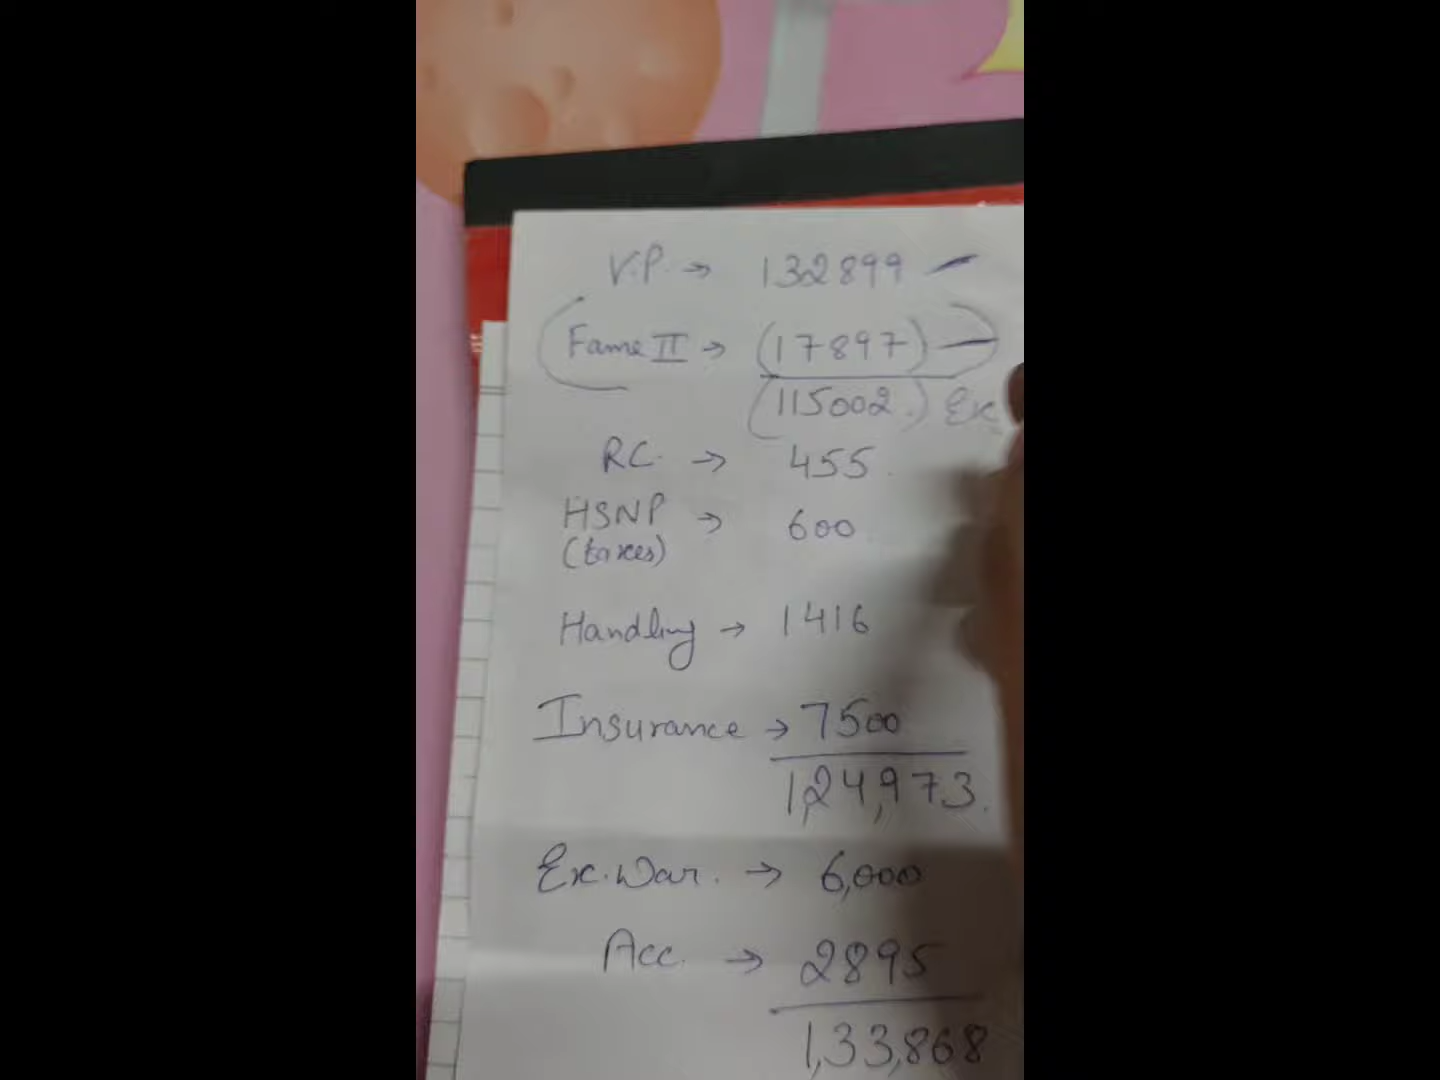 V.P. → 132899 —
Fame II → (17897) —
(115002.) Ex
RC. → 455.
HSNP → 600
(taxes)
Handling → 1416
Insurance → 7500
1,24,973.
Ex. War. → 6,000
Acc. → 2895
1,33,868